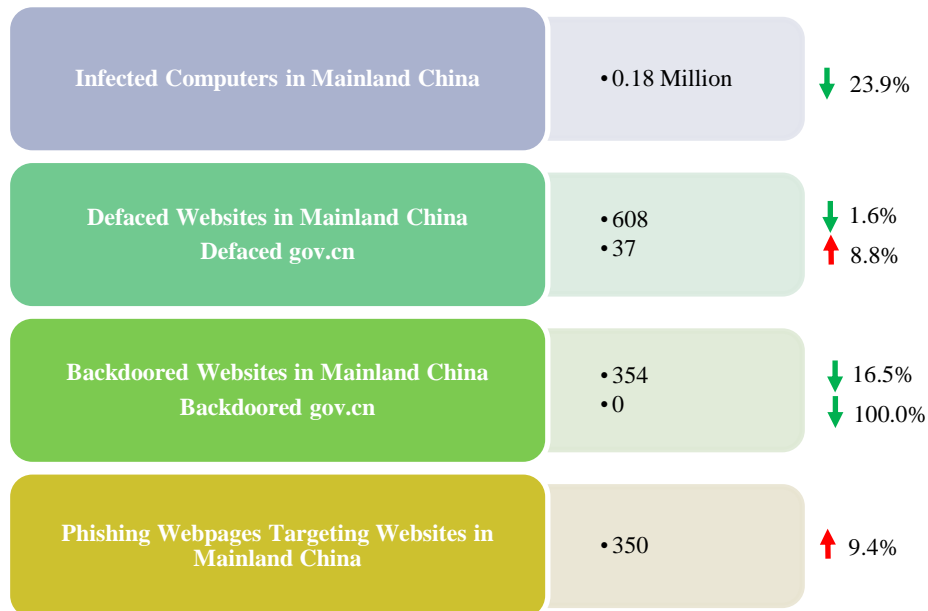 Infected Computers in Mainland China
• 0.18 Million
23.9%
Defaced Websites in Mainland China
Defaced gov.cn
• 608
• 37
1.6%
8.8%
Backdoored Websites in Mainland China
Backdoored gov.cn
• 354
• 0
16.5%
100.0%
Phishing Webpages Targeting Websites in
Mainland China
• 350
9.4%